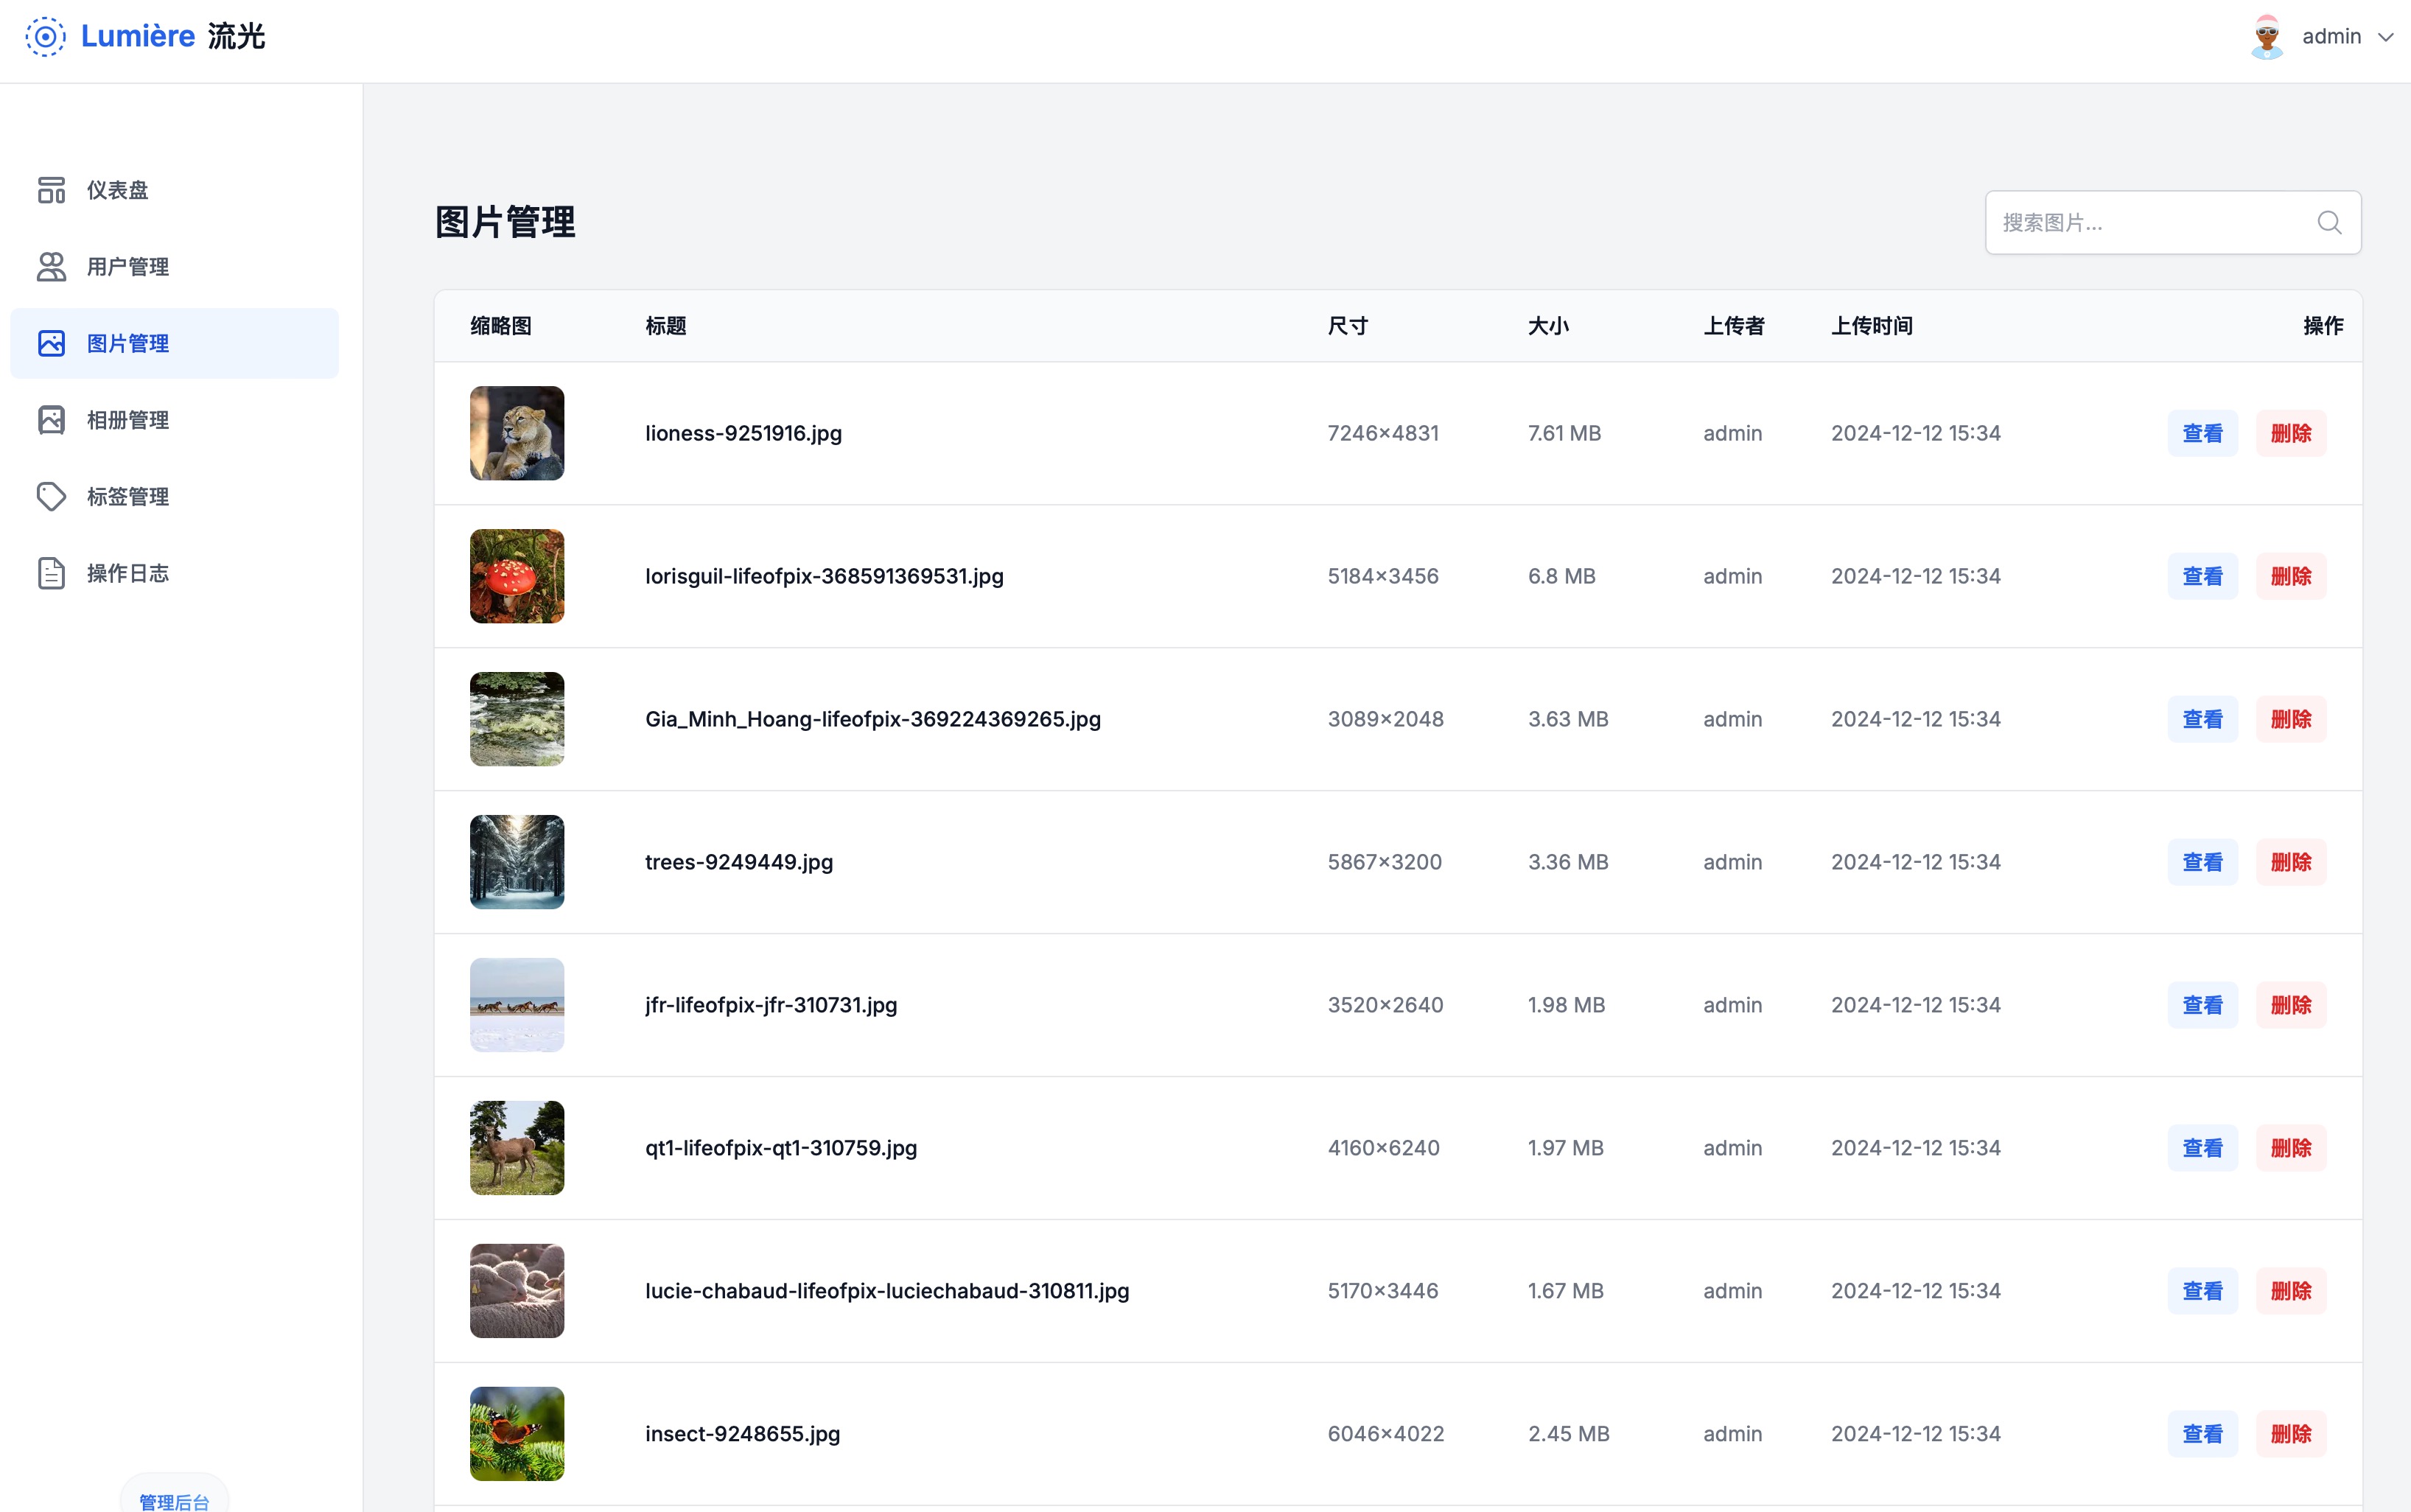 Lumière 流光
admin
仪表盘
用户管理
图片管理
相册管理
标签管理
操作日志
管理后台
图片管理
搜索图片...
缩略图 标题 尺寸 大小 上传者 上传时间 操作
lioness-9251916.jpg 7246×4831 7.61 MB admin 2024-12-12 15:34 查看 删除
lorisguil-lifeofpix-368591369531.jpg 5184×3456 6.8 MB admin 2024-12-12 15:34 查看 删除
Gia_Minh_Hoang-lifeofpix-369224369265.jpg 3089×2048 3.63 MB admin 2024-12-12 15:34 查看 删除
trees-9249449.jpg 5867×3200 3.36 MB admin 2024-12-12 15:34 查看 删除
jfr-lifeofpix-jfr-310731.jpg 3520×2640 1.98 MB admin 2024-12-12 15:34 查看 删除
qt1-lifeofpix-qt1-310759.jpg 4160×6240 1.97 MB admin 2024-12-12 15:34 查看 删除
lucie-chabaud-lifeofpix-luciechabaud-310811.jpg 5170×3446 1.67 MB admin 2024-12-12 15:34 查看 删除
insect-9248655.jpg 6046×4022 2.45 MB admin 2024-12-12 15:34 查看 删除